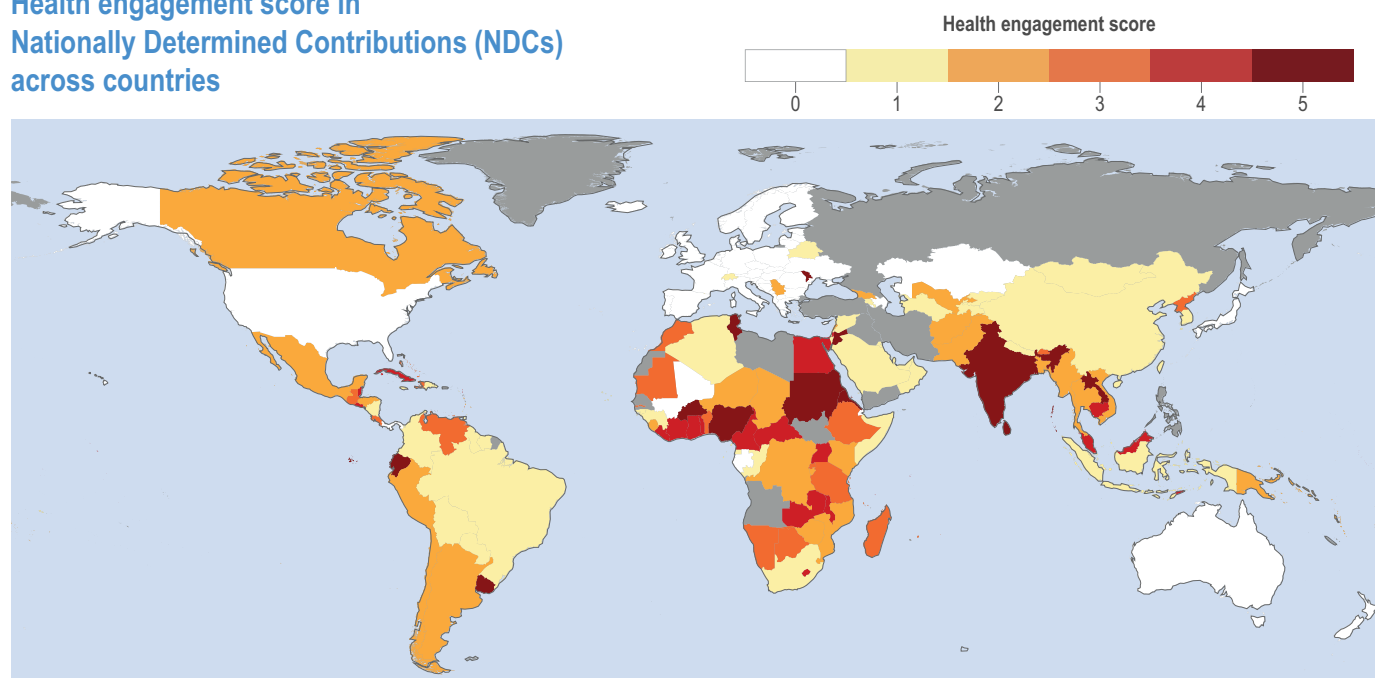 Health engagement score in
Nationally Determined Contributions (NDCs)
across countries
Health engagement score
0 1 2 3 4 5